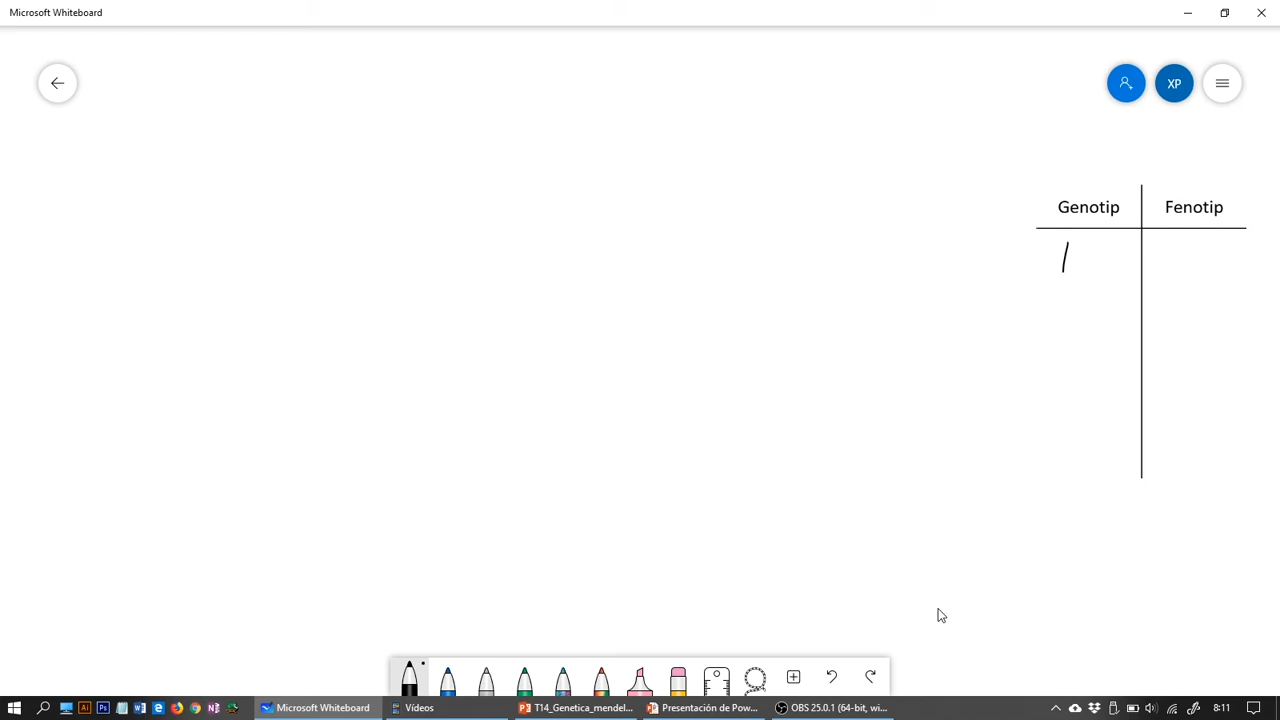 Microsoft Whiteboard
XP
Genotip Fenotip
Microsoft Whiteboard Vídeos T14_Genetica_mendel... Presentación de Pow... OBS 25.0.1 (64-bit, wi... 8:11